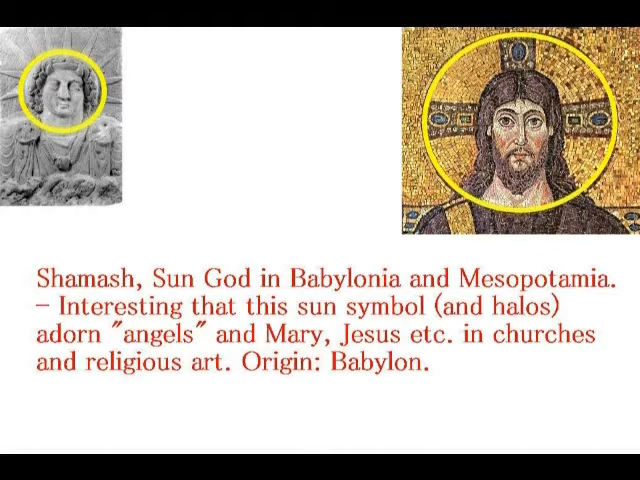 Shamash, Sun God in Babylonia and Mesopotamia.
– Interesting that this sun symbol (and halos)
adorn "angels" and Mary, Jesus etc. in churches
and religious art. Origin: Babylon.